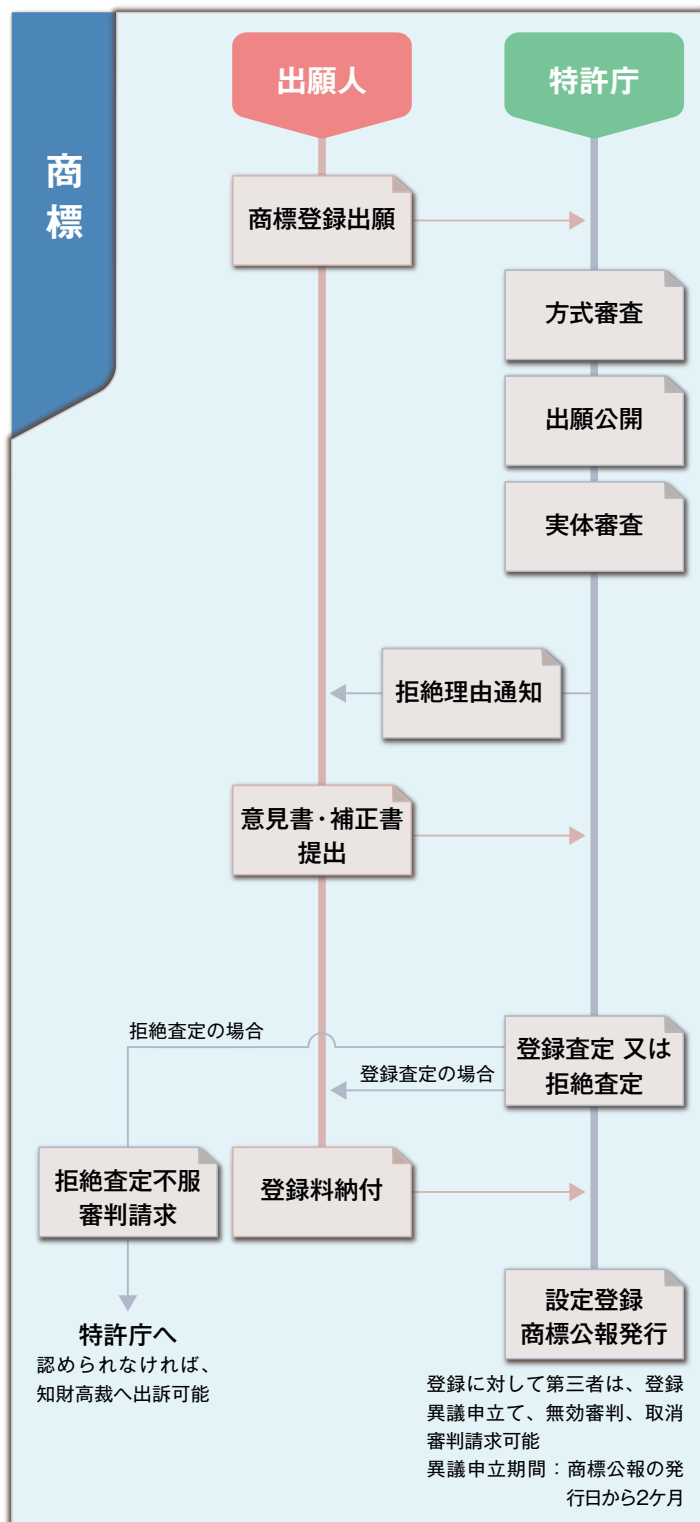 商標
出願人
特許庁
商標登録出願
方式審査
出願公開
実体審査
拒絶理由通知
意見書・補正書
提出
拒絶査定の場合
登録査定 又は
拒絶査定
登録査定の場合
拒絶査定不服
審判請求
登録料納付
特許庁へ
認められなければ、
知財高裁へ出訴可能
設定登録
商標公報発行
登録に対して第三者は、登録
異議申立て、無効審判、取消
審判請求可能
異議申立期間：商標公報の発
行日から2ケ月